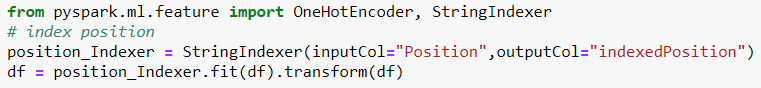 from pyspark.ml.feature import OneHotEncoder, StringIndexer
# index position
position_Indexer = StringIndexer(inputCol="Position",outputCol="indexedPosition")
df = position_Indexer.fit(df).transform(df)